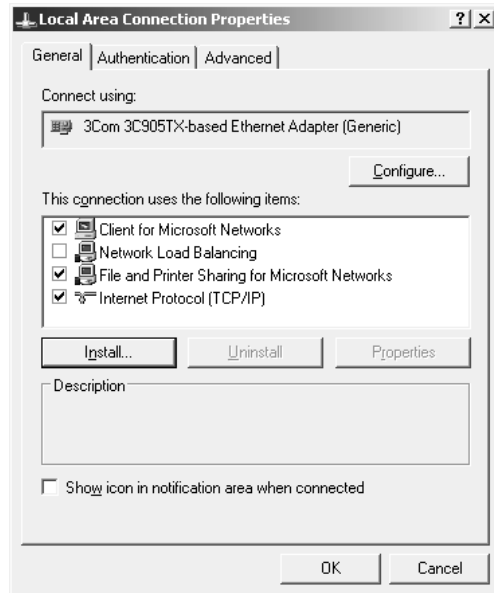 Local Area Connection Properties
General Authentication Advanced
Connect using:
3Com 3C905TX-based Ethernet Adapter (Generic)
Configure...
This connection uses the following items:
Client for Microsoft Networks
Network Load Balancing
File and Printer Sharing for Microsoft Networks
Internet Protocol (TCP/IP)
Install... Uninstall Properties
Description
Show icon in notification area when connected
OK Cancel